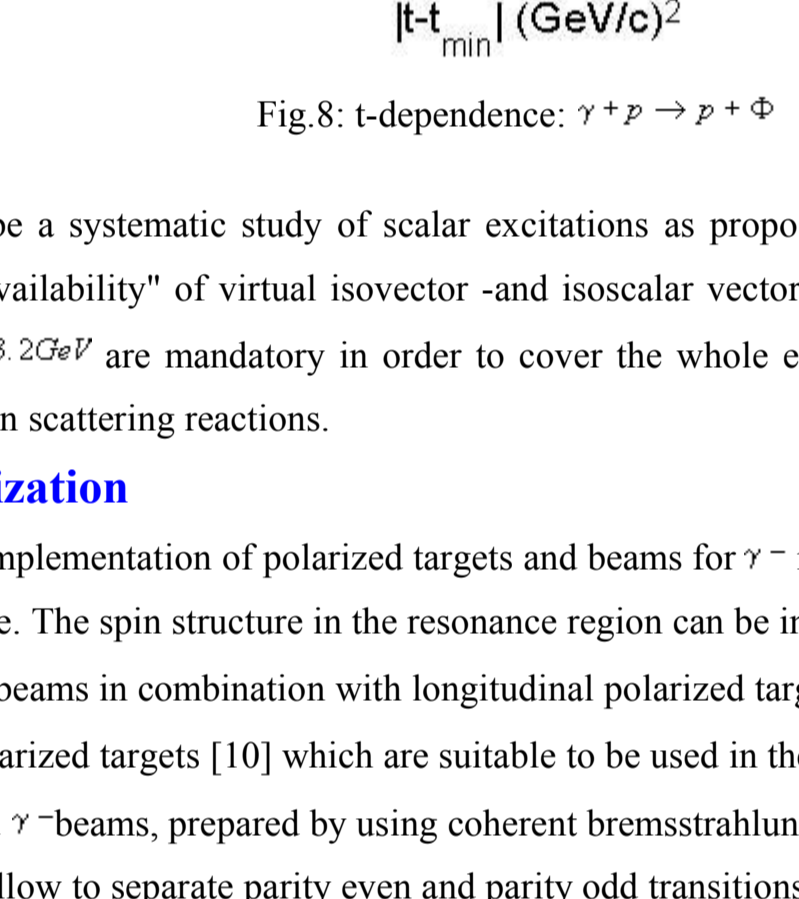 |t-t_min| (GeV/c)²
Fig.8: t-dependence: γ + p → p + Φ
be a systematic study of scalar excitations as propo
vailability" of virtual isovector -and isoscalar vector
3.2GeV are mandatory in order to cover the whole e
n scattering reactions.
ization
mplementation of polarized targets and beams for γ −
e. The spin structure in the resonance region can be in
beams in combination with longitudinal polarized targ
arized targets [10] which are suitable to be used in the
γ −beams, prepared by using coherent bremsstrahlun
llow to separate parity even and parity odd transitions